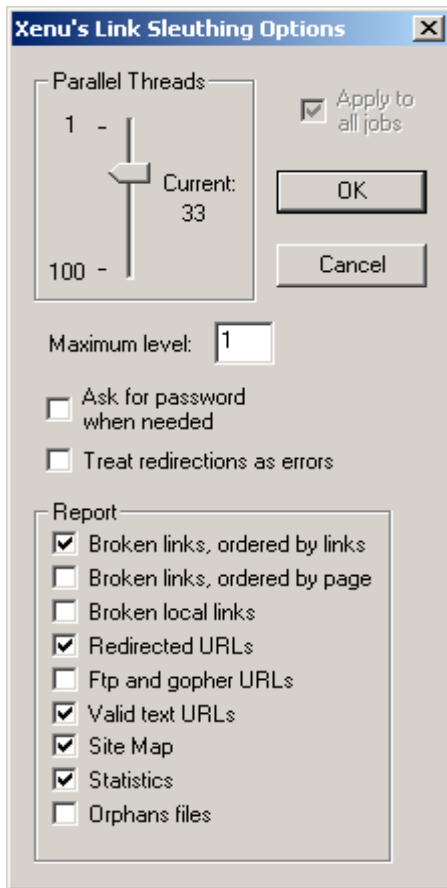 Xenu's Link Sleuthing Options
Parallel Threads
1
Current:
33
100
Apply to
all jobs
OK
Cancel
Maximum level: 1
Ask for password
when needed
Treat redirections as errors
Report
Broken links, ordered by links
Broken links, ordered by page
Broken local links
Redirected URLs
Ftp and gopher URLs
Valid text URLs
Site Map
Statistics
Orphans files